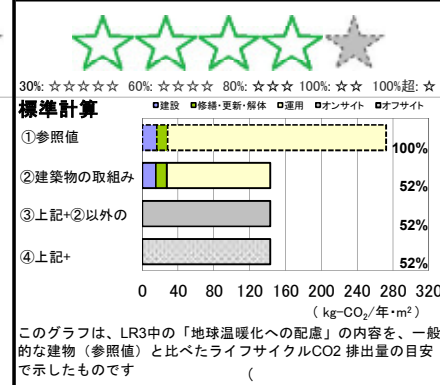 30%: ☆☆☆☆☆ 60%: ☆☆☆☆ 80%: ☆☆☆ 100%: ☆☆ 100%超: ☆
標準計算
■建設 ■修繕・更新・解体 □運用 ■オンサイト ■オフサイト
①参照値
100%
②建築物の取組み
52%
③上記+②以外の
52%
④上記+
52%
0 40 80 120 160 200 240 280 320
( kg-CO₂/年・m² )
このグラフは、LR3中の「地球温暖化への配慮」の内容を、一般
的な建物（参照値）と比べたライフサイクルCO2 排出量の目安
で示したものです
(